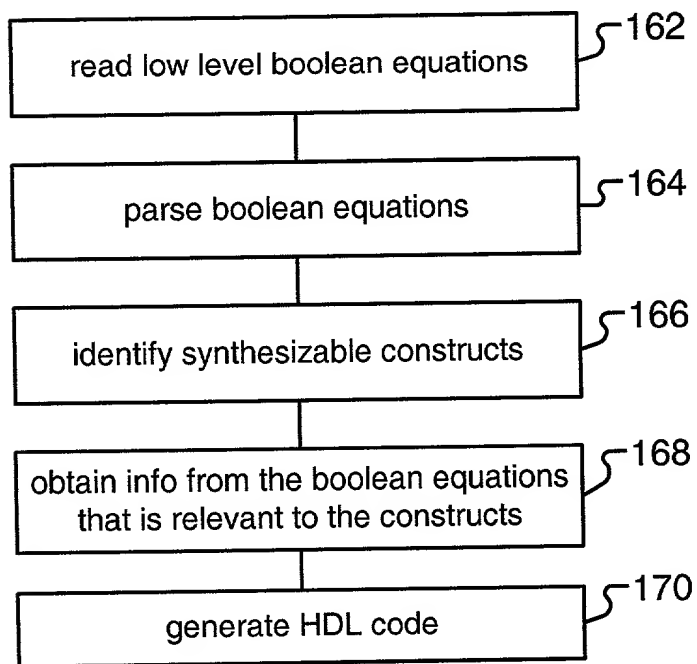 read low level boolean equations
162
parse boolean equations
164
identify synthesizable constructs
166
obtain info from the boolean equations
that is relevant to the constructs
168
generate HDL code
170